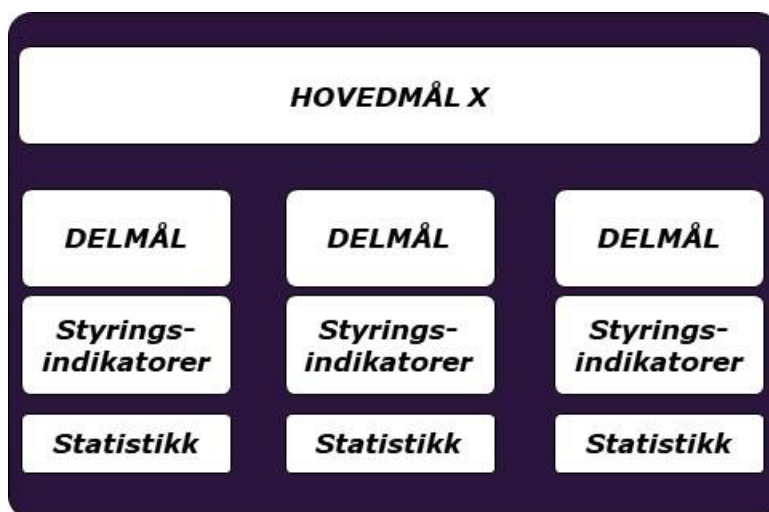 HOVEDMÅL X
DELMÅL
DELMÅL
DELMÅL
Styrings-
indikatorer
Styrings-
indikatorer
Styrings-
indikatorer
Statistikk
Statistikk
Statistikk